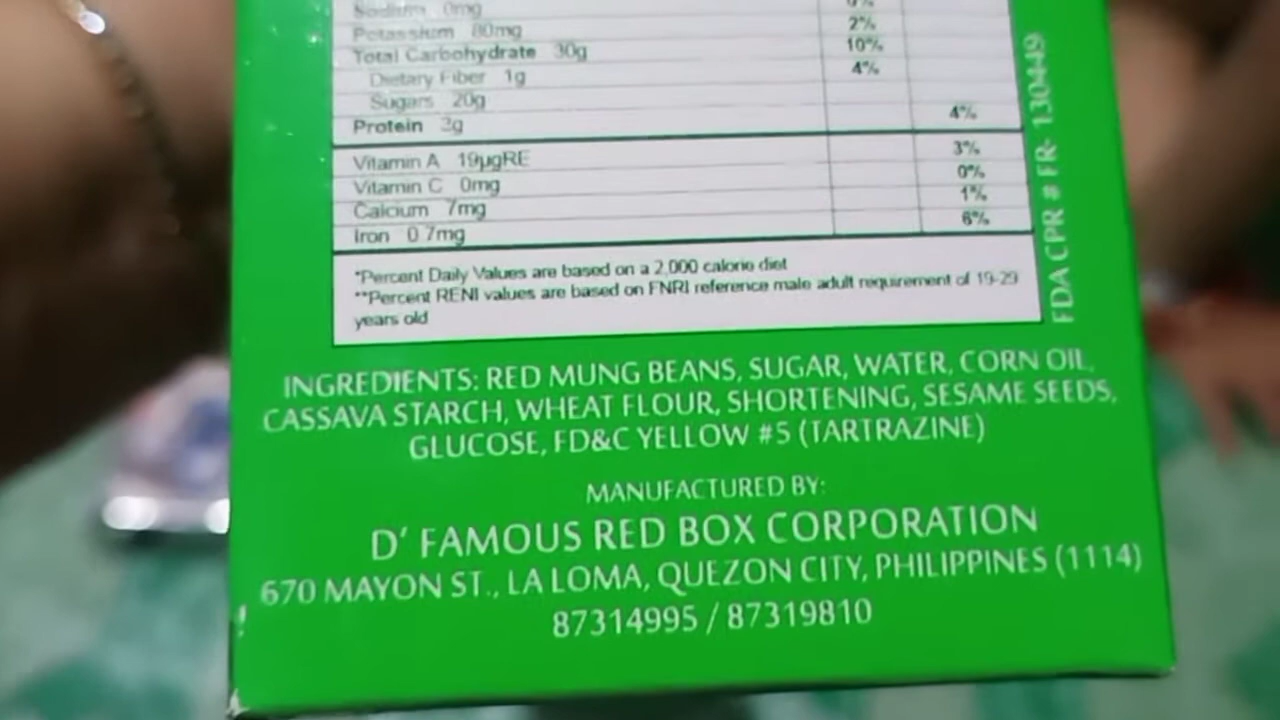 Sodium 0mg 0%
Potassium 80mg 2%
Total Carbohydrate 30g 10%
Dietary Fiber 1g 4%
Sugars 20g
Protein 3g 4%
Vitamin A 19µgRE 3%
Vitamin C 0mg 0%
Calcium 7mg 1%
Iron 0.7mg 6%
*Percent Daily Values are based on a 2,000 calorie diet
**Percent RENI values are based on FNRI reference male adult requirement of 19-29
years old
FDA CPR # FR- 130449
INGREDIENTS: RED MUNG BEANS, SUGAR, WATER, CORN OIL,
CASSAVA STARCH, WHEAT FLOUR, SHORTENING, SESAME SEEDS,
GLUCOSE, FD&C YELLOW #5 (TARTRAZINE)
MANUFACTURED BY:
D' FAMOUS RED BOX CORPORATION
670 MAYON ST., LA LOMA, QUEZON CITY, PHILIPPINES (1114)
87314995 / 87319810